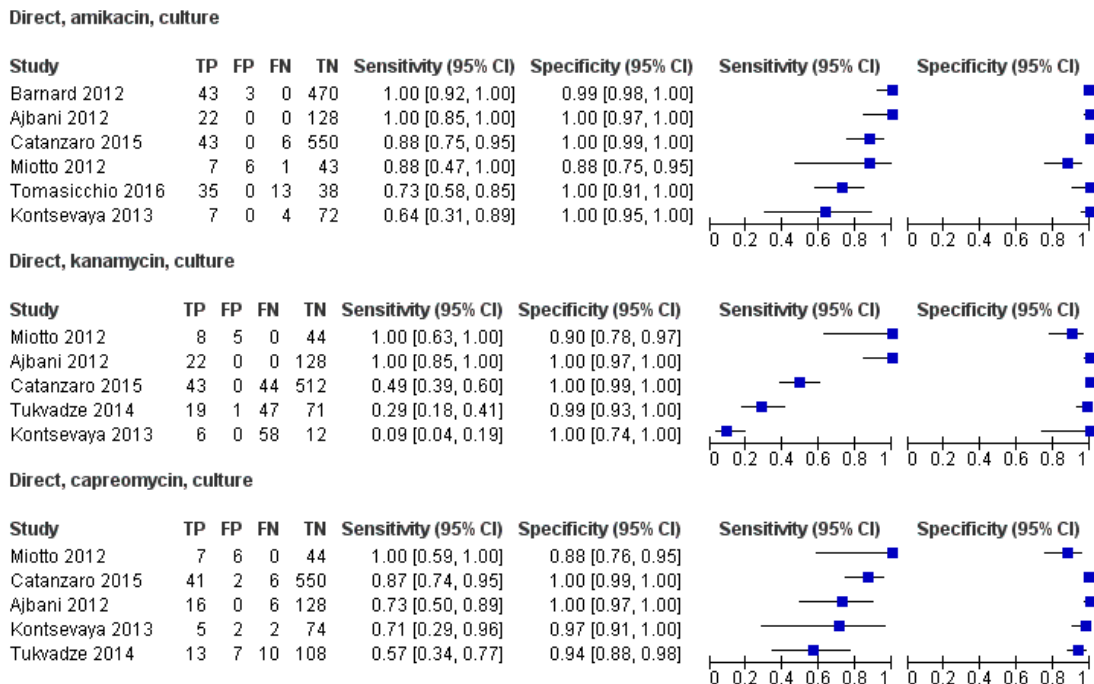 Direct, amikacin, culture
Study TP FP FN TN Sensitivity (95% CI) Specificity (95% CI) Sensitivity (95% CI) Specificity (95% CI)
Barnard 2012 43 3 0 470 1.00 [0.92, 1.00] 0.99 [0.98, 1.00]
Ajbani 2012 22 0 0 128 1.00 [0.85, 1.00] 1.00 [0.97, 1.00]
Catanzaro 2015 43 0 6 550 0.88 [0.75, 0.95] 1.00 [0.99, 1.00]
Miotto 2012 7 6 1 43 0.88 [0.47, 1.00] 0.88 [0.75, 0.95]
Tomasicchio 2016 35 0 13 38 0.73 [0.58, 0.85] 1.00 [0.91, 1.00]
Kontsevaya 2013 7 0 4 72 0.64 [0.31, 0.89] 1.00 [0.95, 1.00]
0 0.2 0.4 0.6 0.8 1 0 0.2 0.4 0.6 0.8 1
Direct, kanamycin, culture
Study TP FP FN TN Sensitivity (95% CI) Specificity (95% CI) Sensitivity (95% CI) Specificity (95% CI)
Miotto 2012 8 5 0 44 1.00 [0.63, 1.00] 0.90 [0.78, 0.97]
Ajbani 2012 22 0 0 128 1.00 [0.85, 1.00] 1.00 [0.97, 1.00]
Catanzaro 2015 43 0 44 512 0.49 [0.39, 0.60] 1.00 [0.99, 1.00]
Tukvadze 2014 19 1 47 71 0.29 [0.18, 0.41] 0.99 [0.93, 1.00]
Kontsevaya 2013 6 0 58 12 0.09 [0.04, 0.19] 1.00 [0.74, 1.00]
0 0.2 0.4 0.6 0.8 1 0 0.2 0.4 0.6 0.8 1
Direct, capreomycin, culture
Study TP FP FN TN Sensitivity (95% CI) Specificity (95% CI) Sensitivity (95% CI) Specificity (95% CI)
Miotto 2012 7 6 0 44 1.00 [0.59, 1.00] 0.88 [0.76, 0.95]
Catanzaro 2015 41 2 6 550 0.87 [0.74, 0.95] 1.00 [0.99, 1.00]
Ajbani 2012 16 0 6 128 0.73 [0.50, 0.89] 1.00 [0.97, 1.00]
Kontsevaya 2013 5 2 2 74 0.71 [0.29, 0.96] 0.97 [0.91, 1.00]
Tukvadze 2014 13 7 10 108 0.57 [0.34, 0.77] 0.94 [0.88, 0.98]
0 0.2 0.4 0.6 0.8 1 0 0.2 0.4 0.6 0.8 1